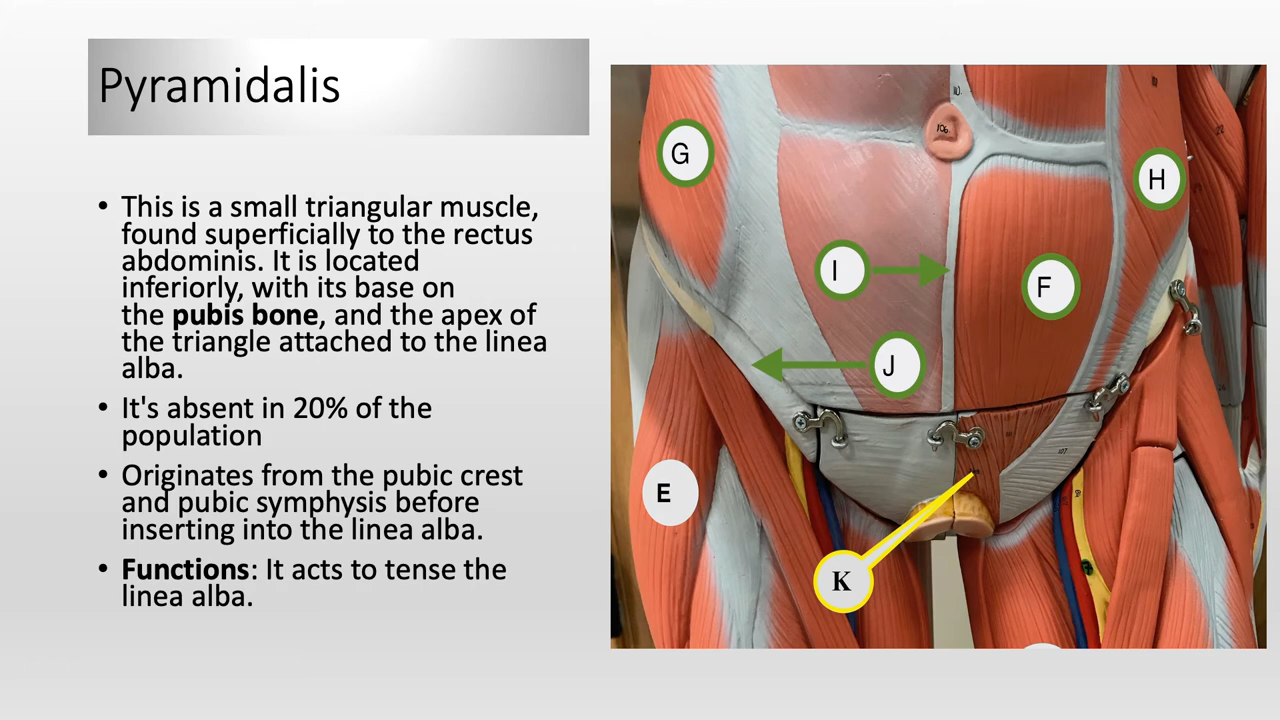 Pyramidalis
• This is a small triangular muscle,
found superficially to the rectus
abdominis. It is located
inferiorly, with its base on
the pubis bone, and the apex of
the triangle attached to the linea
alba.
• It's absent in 20% of the
population
• Originates from the pubic crest
and pubic symphysis before
inserting into the linea alba.
• Functions: It acts to tense the
linea alba.
G
H
I
F
J
E
K
106
107